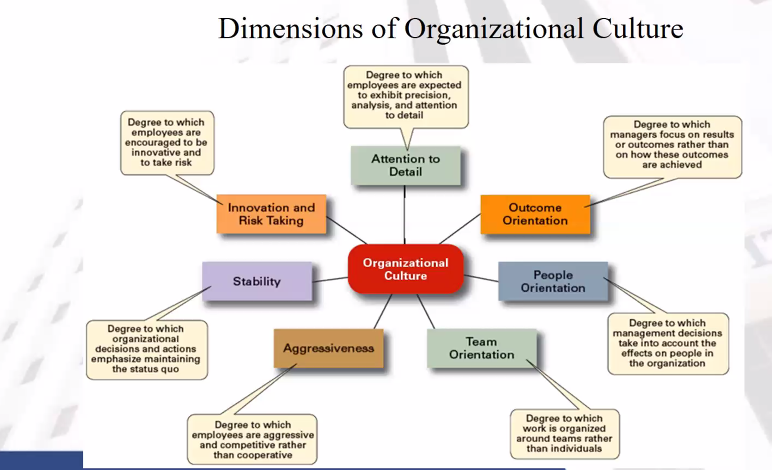 Dimensions of Organizational Culture
Degree to which
employees are expected
to exhibit precision,
analysis, and attention
to detail
Degree to which
employees are
encouraged to be
innovative and
to take risk
Degree to which
managers focus on results
or outcomes rather than
on how these outcomes
are achieved
Attention to
Detail
Innovation and
Risk Taking
Outcome
Orientation
Organizational
Culture
Stability
People
Orientation
Degree to which
organizational
decisions and actions
emphasize maintaining
the status quo
Aggressiveness
Team
Orientation
Degree to which
management decisions
take into account the
effects on people in
the organization
Degree to which
employees are aggressive
and competitive rather
than cooperative
Degree to which
work is organized
around teams rather
than individuals